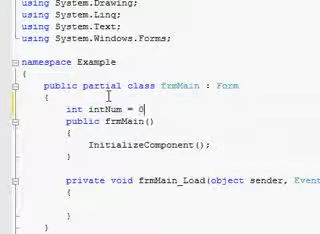 using System.Drawing;
using System.Linq;
using System.Text;
using System.Windows.Forms;
namespace Example
{
public partial class frmMain : Form
{
int intNum = 0
public frmMain()
{
InitializeComponent();
}
private void frmMain_Load(object sender, Event
{
}
}